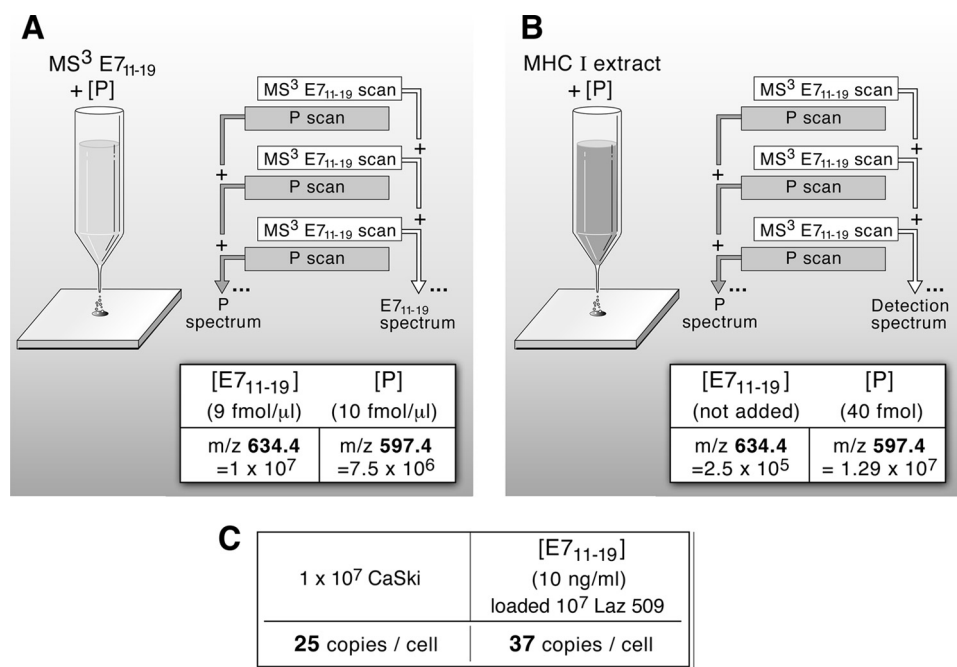 A
MS³ E7₁₁₋₁₉
+ [P]
MS³ E7₁₁₋₁₉ scan
P scan
+
MS³ E7₁₁₋₁₉ scan
+
P scan
+
MS³ E7₁₁₋₁₉ scan
+
P scan
...
...
P
spectrum
E7₁₁₋₁₉
spectrum
[E7₁₁₋₁₉] [P]
(9 fmol/µl) (10 fmol/µl)
m/z 634.4 m/z 597.4
=1 x 10⁷ =7.5 x 10⁶
B
MHC I extract
+ [P]
MS³ E7₁₁₋₁₉ scan
P scan
+
MS³ E7₁₁₋₁₉ scan
+
P scan
+
MS³ E7₁₁₋₁₉ scan
+
P scan
...
...
P
spectrum
Detection
spectrum
[E7₁₁₋₁₉] [P]
(not added) (40 fmol)
m/z 634.4 m/z 597.4
=2.5 x 10⁵ = 1.29 x 10⁷
C
1 x 10⁷ CaSki
[E7₁₁₋₁₉]
(10 ng/ml)
loaded 10⁷ Laz 509
25 copies / cell 37 copies / cell